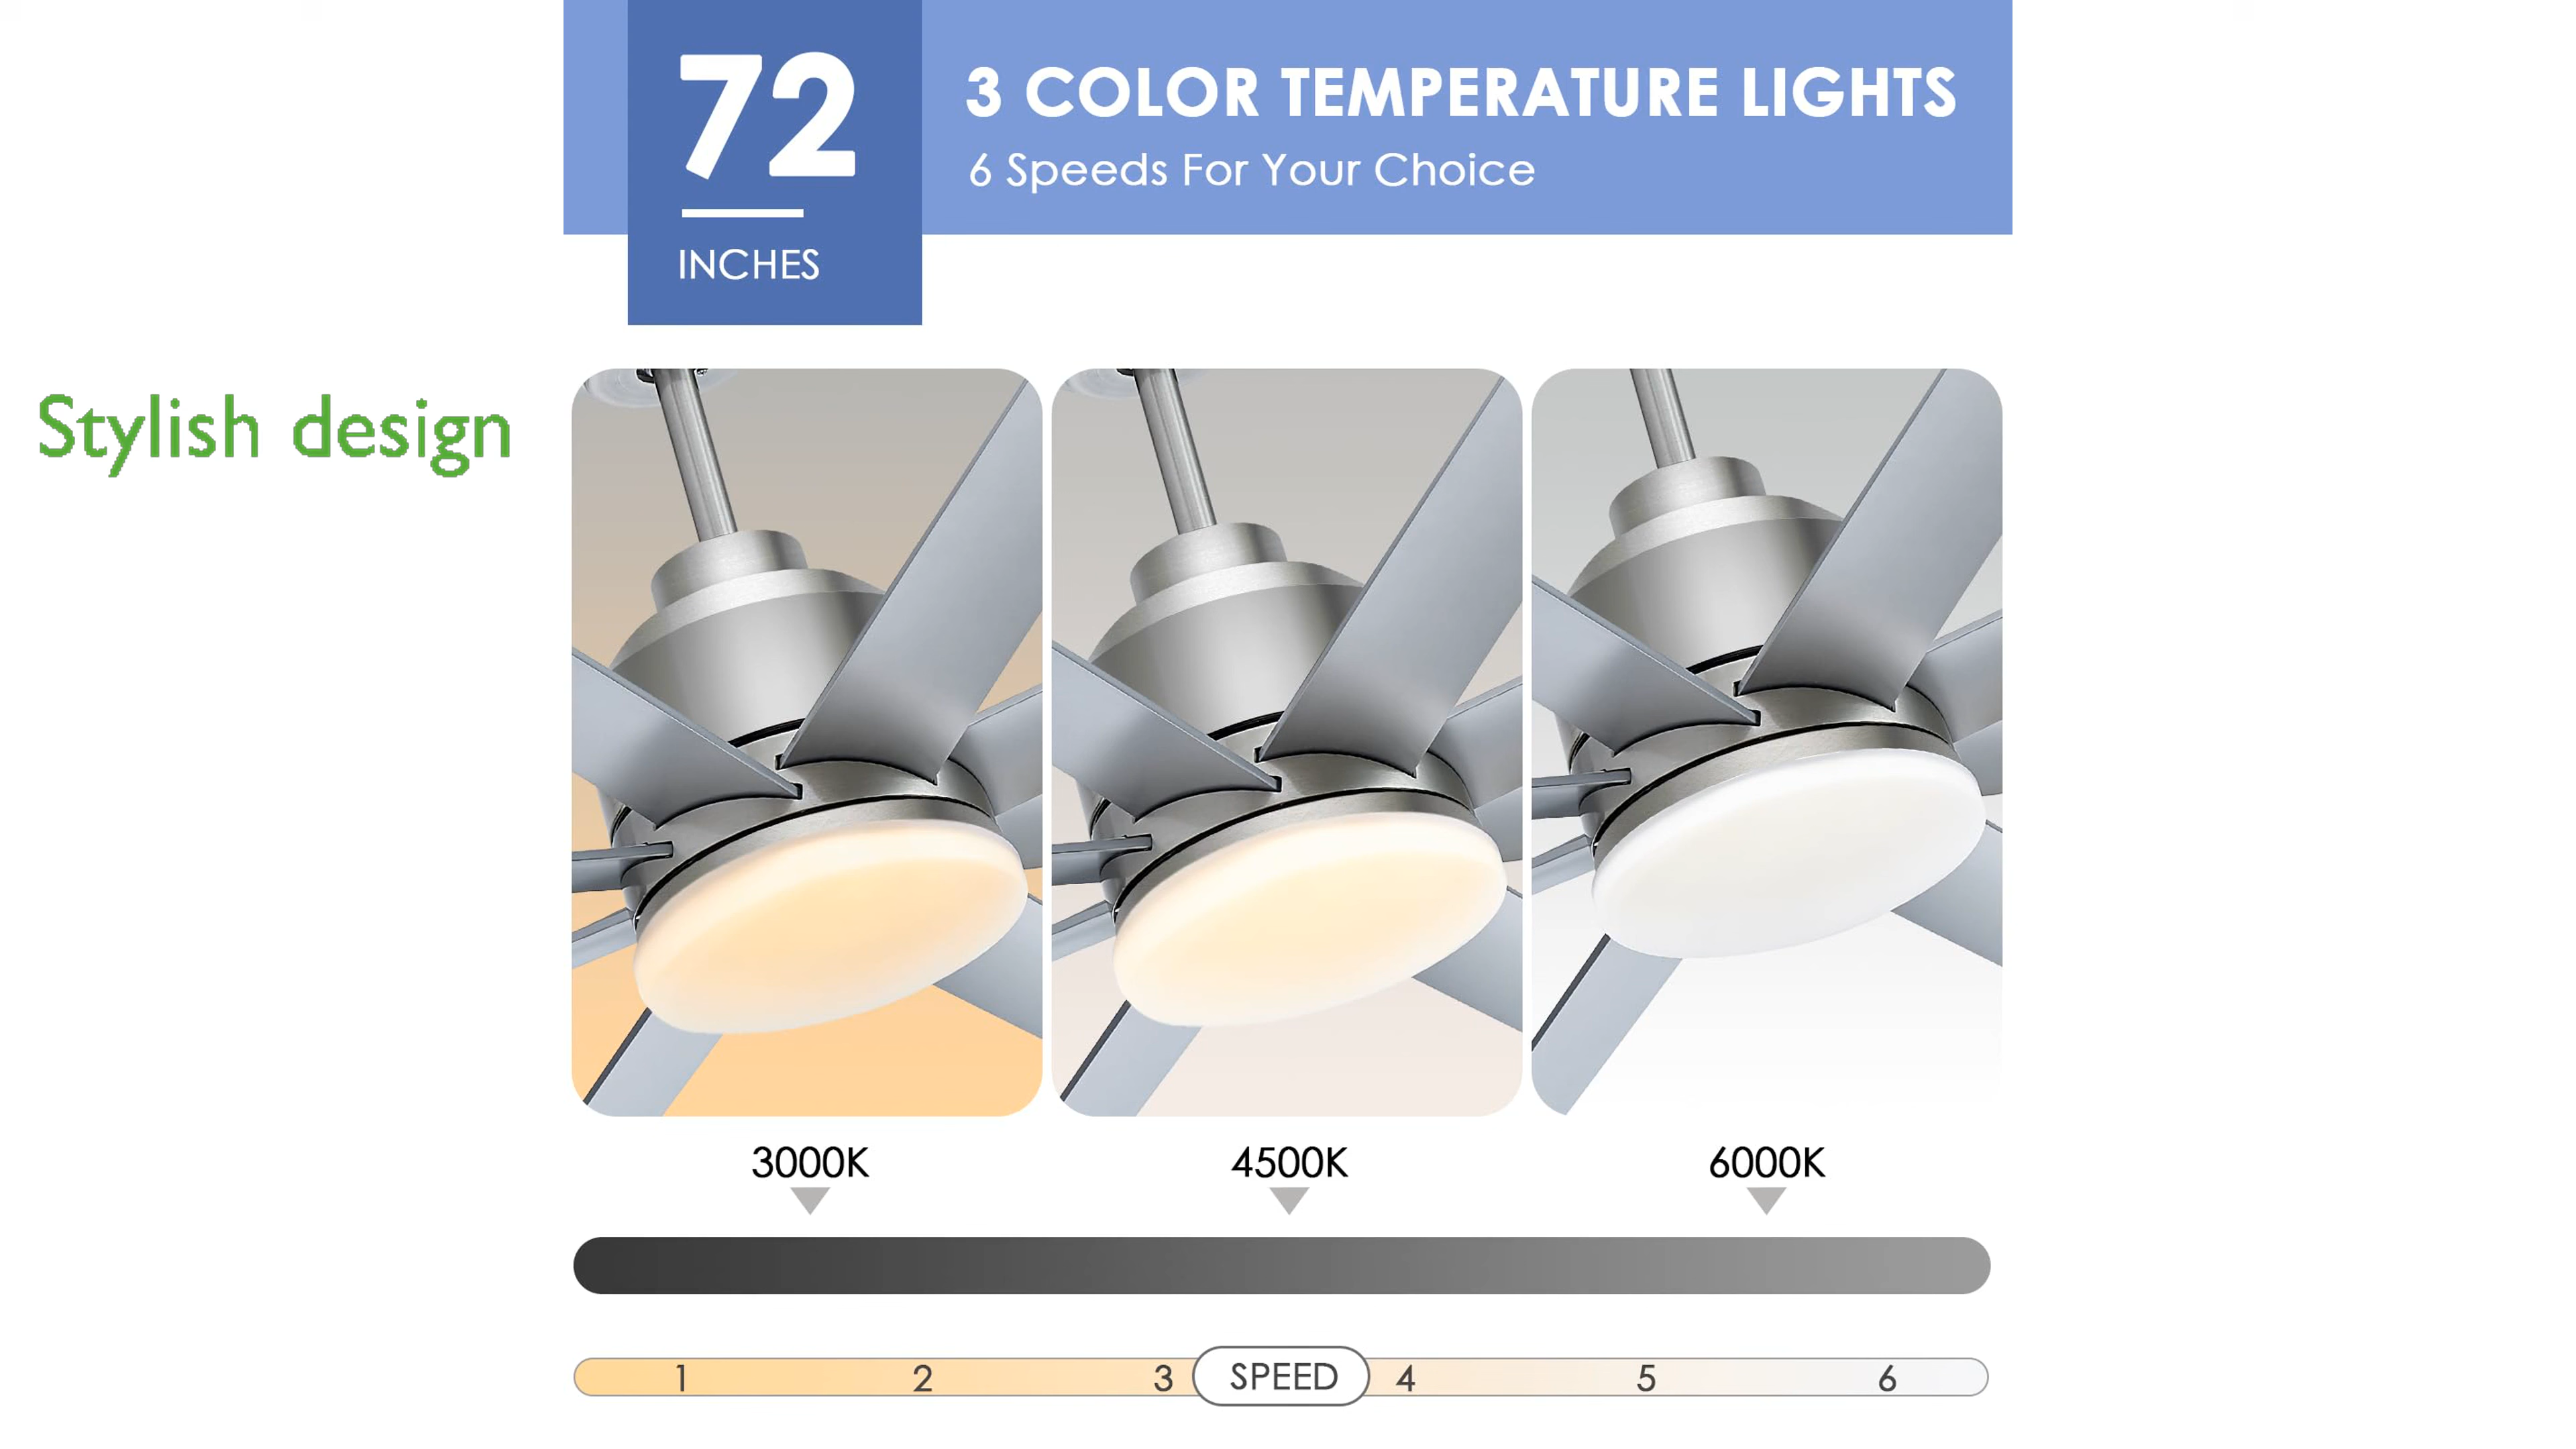 72
INCHES
3 COLOR TEMPERATURE LIGHTS
6 Speeds For Your Choice
Stylish design
3000K
4500K
6000K
1 2 3 SPEED 4 5 6